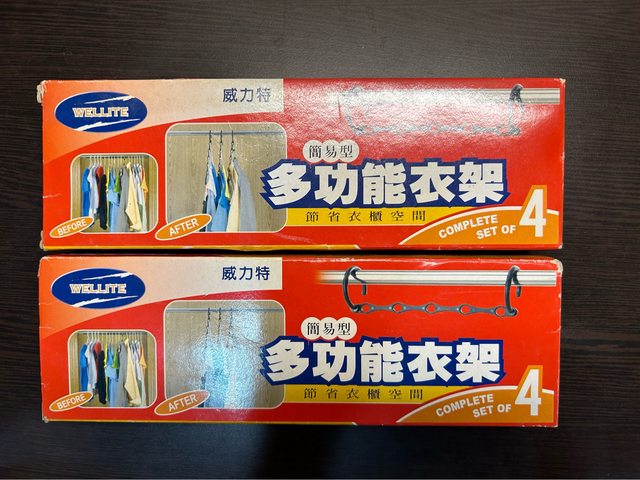 WELLITE
威力特
簡易型
多功能衣架
節省衣櫃空間
BEFORE
AFTER
COMPLETE
SET OF 4
WELLITE
威力特
簡易型
多功能衣架
節省衣櫃空間
BEFORE
AFTER
COMPLETE
SET OF 4